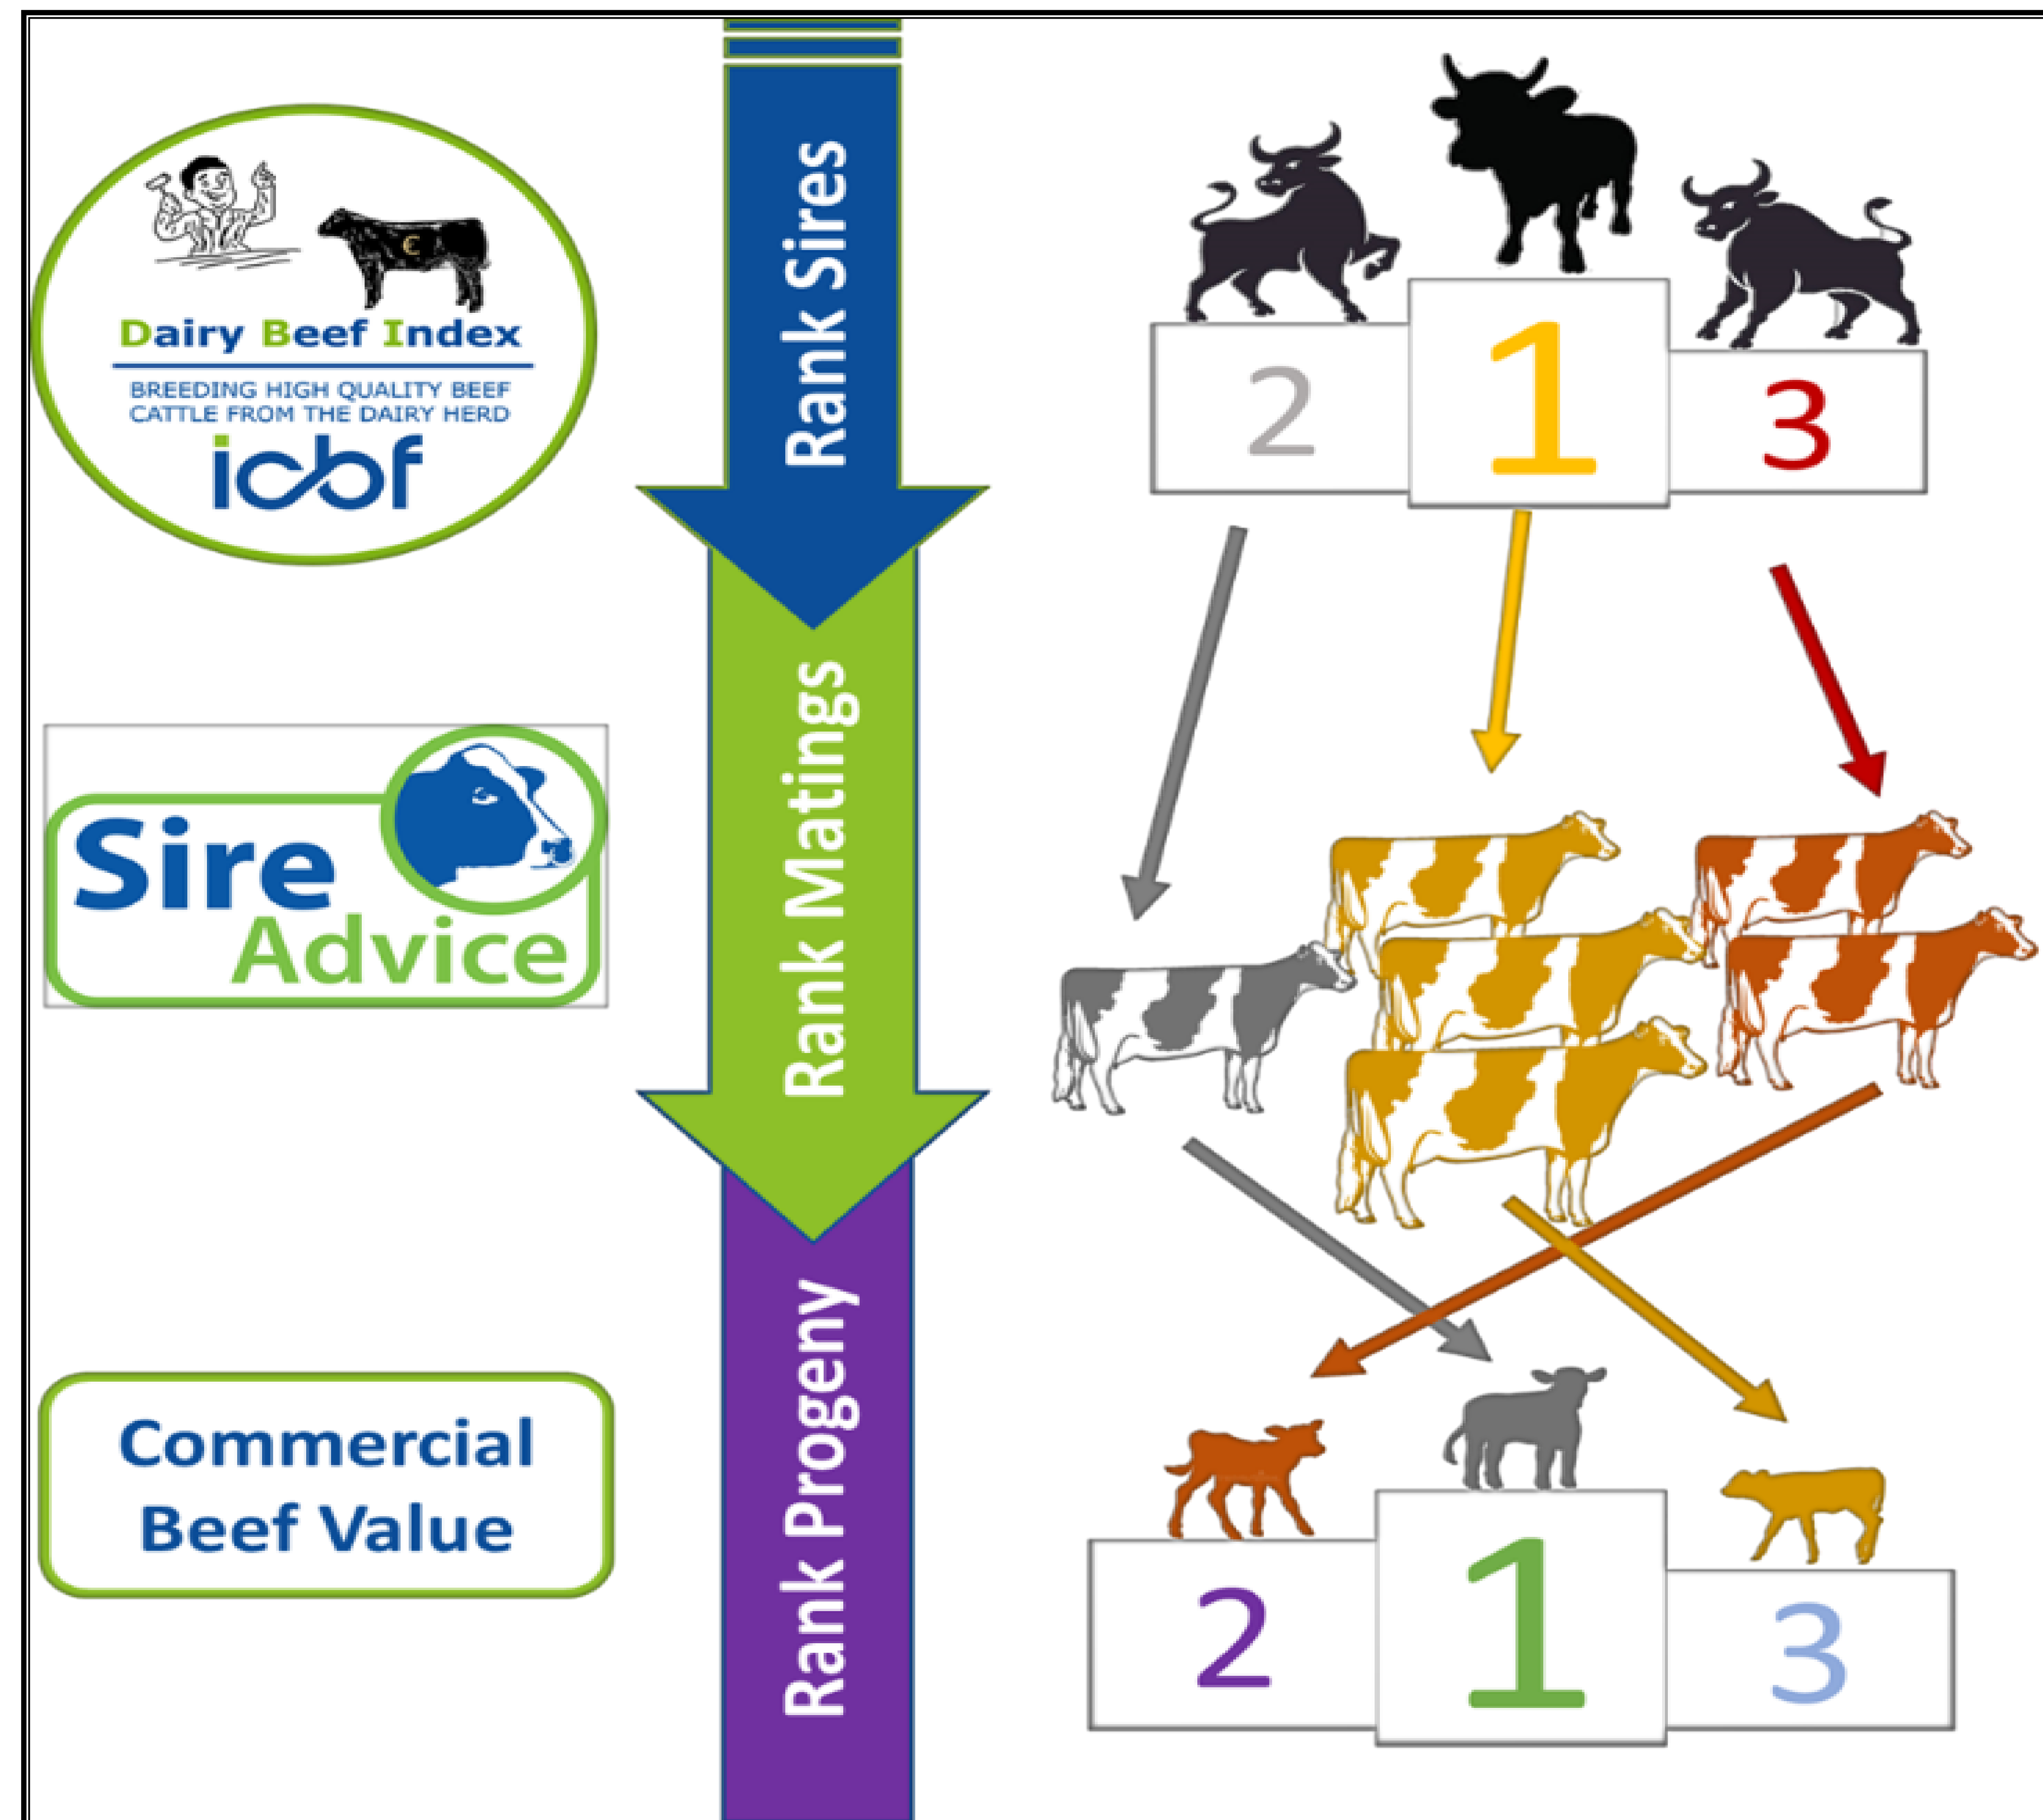 Rank Sires
€
Dairy Beef Index
BREEDING HIGH QUALITY BEEF
CATTLE FROM THE DAIRY HERD
icbf
2
1
3
Rank Matings
Sire
Advice
Rank Progeny
Commercial
Beef Value
2
1
3